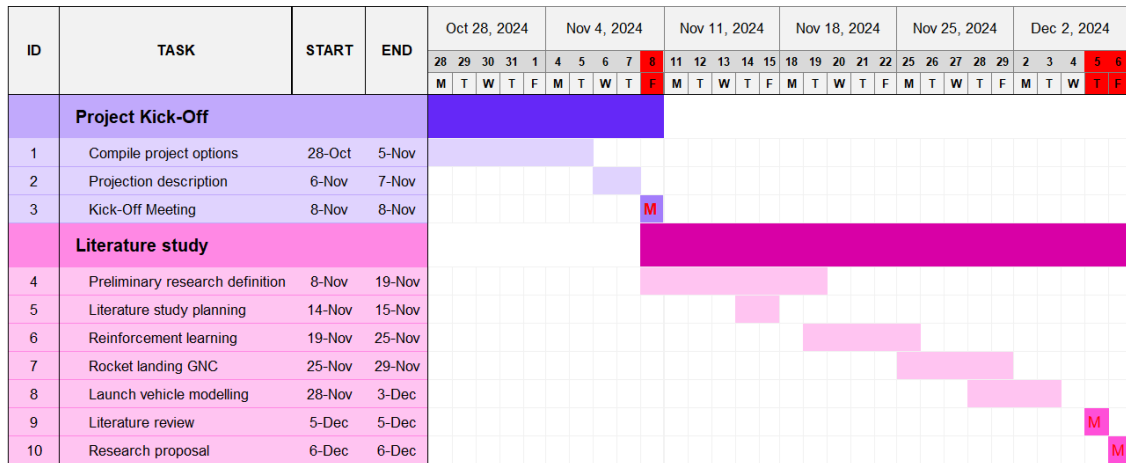 ID TASK START END Oct 28, 2024 Nov 4, 2024 Nov 11, 2024 Nov 18, 2024 Nov 25, 2024 Dec 2, 2024
28 29 30 31 1 4 5 6 7 8 11 12 13 14 15 18 19 20 21 22 25 26 27 28 29 2 3 4 5 6
M T W T F M T W T F M T W T F M T W T F M T W T F M T W T F
Project Kick-Off
1 Compile project options 28-Oct 5-Nov
2 Projection description 6-Nov 7-Nov
3 Kick-Off Meeting 8-Nov 8-Nov M
Literature study
4 Preliminary research definition 8-Nov 19-Nov
5 Literature study planning 14-Nov 15-Nov
6 Reinforcement learning 19-Nov 25-Nov
7 Rocket landing GNC 25-Nov 29-Nov
8 Launch vehicle modelling 28-Nov 3-Dec
9 Literature review 5-Dec 5-Dec M
10 Research proposal 6-Dec 6-Dec M